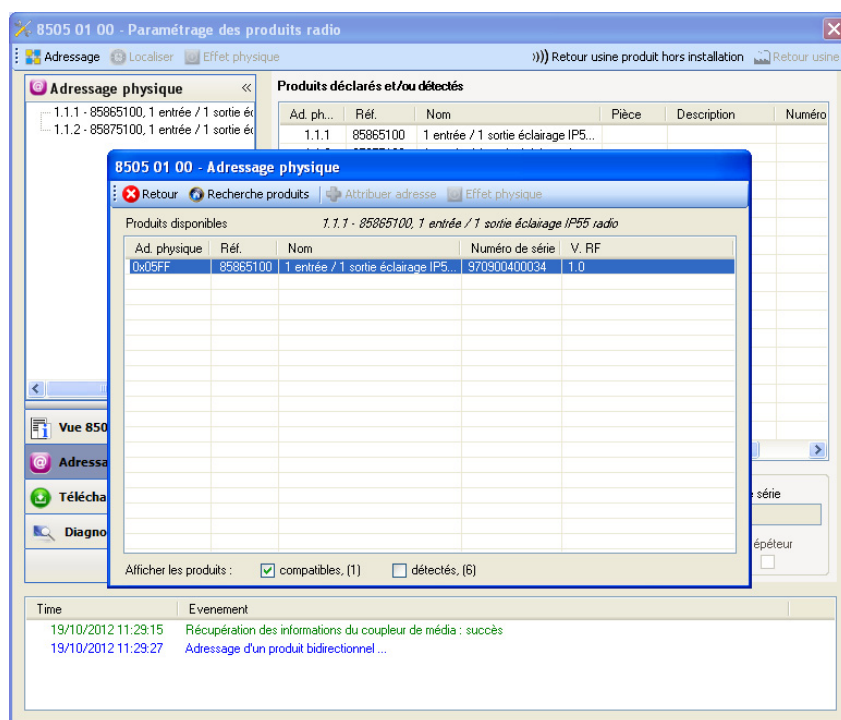 8505 01 00 - Paramétrage des produits radio
Adressage Localiser Effet physique ))) Retour usine produit hors installation Retour usine
Adressage physique «
1.1.1 - 85865100, 1 entrée / 1 sortie éc
1.1.2 - 85875100, 1 entrée / 1 sortie éc
Produits déclarés et/ou détectés
Ad. ph... Réf. Nom Pièce Description Numéro
1.1.1 85865100 1 entrée / 1 sortie éclairage IP5...
8505 01 00 - Adressage physique
Retour Recherche produits Attribuer adresse Effet physique
Produits disponibles 1.1.1 - 85865100, 1 entrée / 1 sortie éclairage IP55 radio
Ad. physique Réf. Nom Numéro de série V. RF
0x05FF 85865100 1 entrée / 1 sortie éclairage IP5... 970900400034 1.0
Afficher les produits : compatibles, (1) détectés, (6)
Vue 850
Adressa
Télécha
Diagno
série
épéteur
Time Evenement
19/10/2012 11:29:15 Récupération des informations du coupleur de média : succès
19/10/2012 11:29:27 Adressage d'un produit bidirectionnel ...